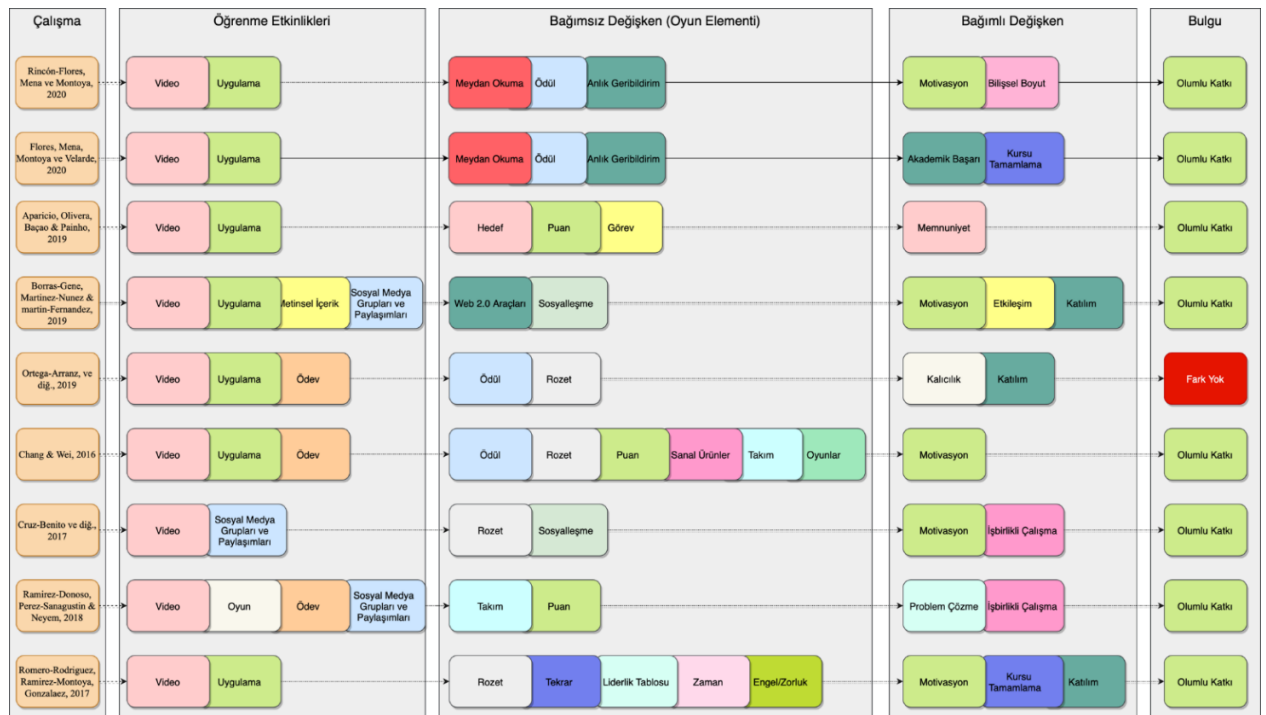 Çalışma
Öğrenme Etkinlikleri
Bağımsız Değişken (Oyun Elementi)
Bağımlı Değişken
Bulgu
Rincón-Flores,
Mena ve Montoya,
2020
Video
Uygulama
Meydan Okuma
Ödül
Anlık Geribildirim
Motivasyon
Bilişsel Boyut
Olumlu Katkı
Flores, Mena,
Montoya ve Velarde,
2020
Video
Uygulama
Meydan Okuma
Ödül
Anlık Geribildirim
Akademik Başarı
Kursu
Tamamlama
Olumlu Katkı
Aparicio, Olivera,
Baçao & Painho,
2019
Video
Uygulama
Hedef
Puan
Görev
Memnuniyet
Olumlu Katkı
Borras-Gene,
Martinez-Nunez &
martin-Fernandez,
2019
Video
Uygulama
Metinsel İçerik
Sosyal Medya
Grupları ve
Paylaşımları
Web 2.0 Araçları
Sosyalleşme
Motivasyon
Etkileşim
Katılım
Olumlu Katkı
Ortega-Arranz, ve
diğ., 2019
Video
Uygulama
Ödev
Ödül
Rozet
Kalıcılık
Katılım
Fark Yok
Chang & Wei, 2016
Video
Uygulama
Ödev
Ödül
Rozet
Puan
Sanal Ürünler
Takım
Oyunlar
Motivasyon
Olumlu Katkı
Cruz-Benito ve diğ.,
2017
Video
Sosyal Medya
Grupları ve
Paylaşımları
Rozet
Sosyalleşme
Motivasyon
İşbirlikli Çalışma
Olumlu Katkı
Ramirez-Donoso,
Perez-Sanagustin &
Neyem, 2018
Video
Oyun
Ödev
Sosyal Medya
Grupları ve
Paylaşımları
Takım
Puan
Problem Çözme
İşbirlikli Çalışma
Olumlu Katkı
Romero-Rodriguez,
Ramirez-Montoya,
Gonzalaez, 2017
Video
Uygulama
Rozet
Tekrar
Liderlik Tablosu
Zaman
Engel/Zorluk
Motivasyon
Kursu
Tamamlama
Katılım
Olumlu Katkı